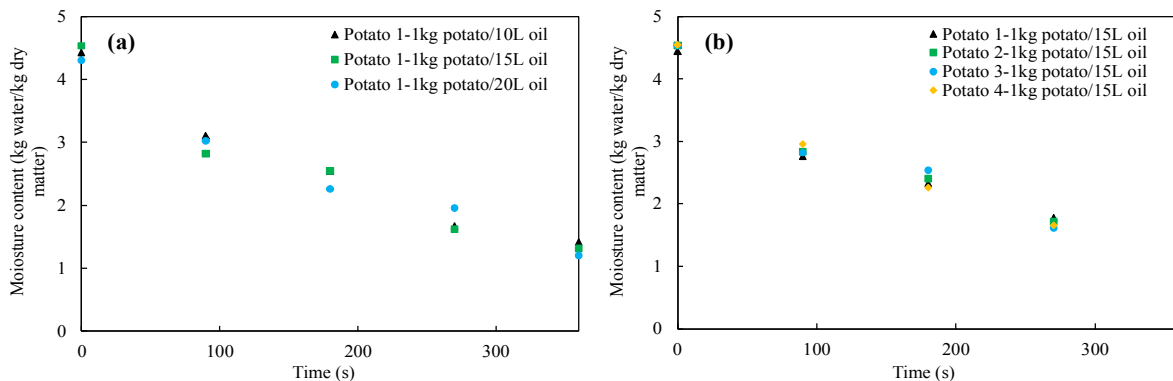 (a)
Potato 1-1kg potato/10L oil
Potato 1-1kg potato/15L oil
Potato 1-1kg potato/20L oil
Moiosture content (kg water/kg dry
matter)
5
4
3
2
1
0
0
100
200
300
Time (s)
(b)
Potato 1-1kg potato/15L oil
Potato 2-1kg potato/15L oil
Potato 3-1kg potato/15L oil
Potato 4-1kg potato/15L oil
Moiosture content (kg water/kg dry
matter)
5
4
3
2
1
0
0
100
200
300
Time (s)